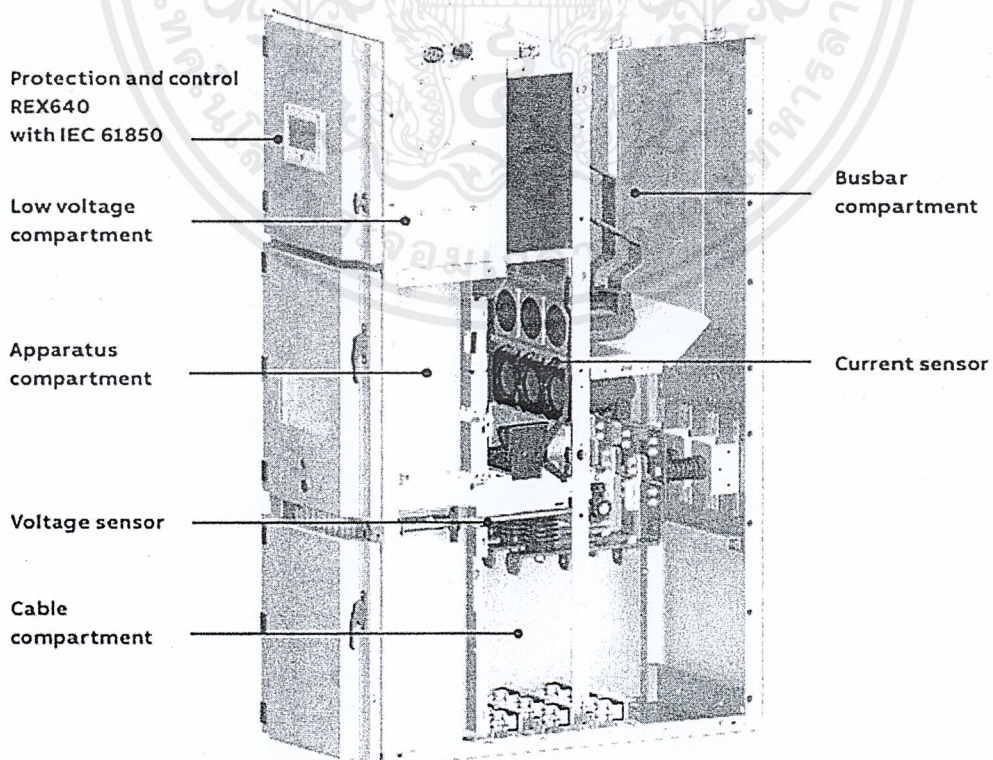 Protection and control
REX640
with IEC 61850
Low voltage
compartment
Apparatus
compartment
Voltage sensor
Cable
compartment
Busbar
compartment
Current sensor